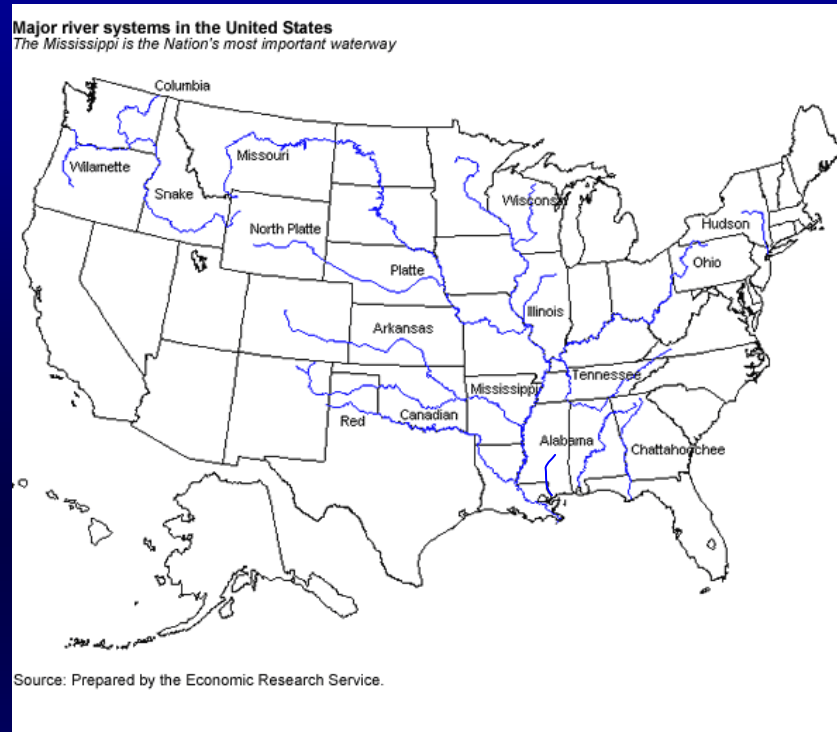 Major river systems in the United States
The Mississippi is the Nation's most important waterway
Columbia
Willamette
Missouri
Snake
Wisconsin
Hudson
North Platte
Ohio
Platte
Illinois
Arkansas
Tennessee
Mississippi
Canadian
Red
Alabama
Chattahoochee
Source: Prepared by the Economic Research Service.